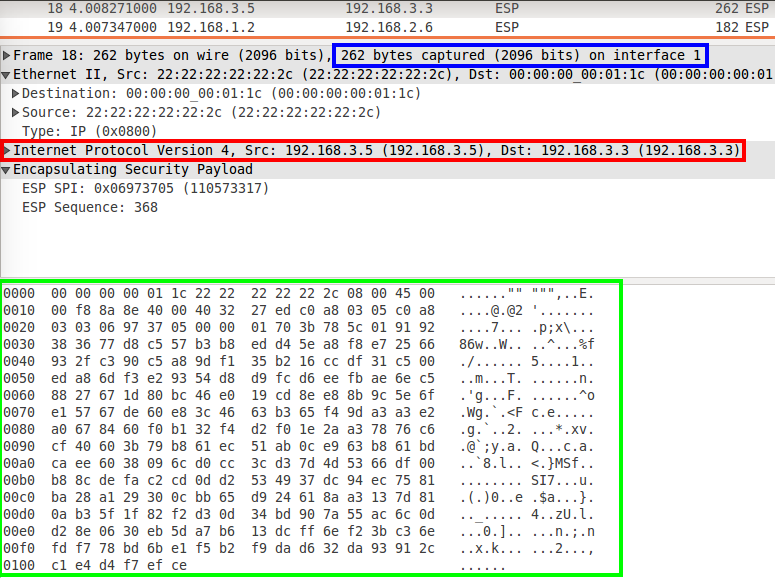 18 4.008271000 192.168.3.5 192.168.3.3 ESP 262 ESP
19 4.007347000 192.168.1.2 192.168.2.6 ESP 182 ESP
Frame 18: 262 bytes on wire (2096 bits), 262 bytes captured (2096 bits) on interface 1
Ethernet II, Src: 22:22:22:22:22:2c (22:22:22:22:22:2c), Dst: 00:00:00_00:01:1c (00:00:00:00:01
Destination: 00:00:00_00:01:1c (00:00:00:00:01:1c)
Source: 22:22:22:22:22:2c (22:22:22:22:22:2c)
Type: IP (0x0800)
Internet Protocol Version 4, Src: 192.168.3.5 (192.168.3.5), Dst: 192.168.3.3 (192.168.3.3)
Encapsulating Security Payload
ESP SPI: 0x06973705 (110573317)
ESP Sequence: 368
0000 00 00 00 00 01 1c 22 22 22 22 22 2c 08 00 45 00 ......"" """,..E.
0010 00 f8 8a 8e 40 00 40 32 27 ed c0 a8 03 05 c0 a8 ....@.@2 '.......
0020 03 03 06 97 37 05 00 00 01 70 3b 78 5c 01 91 92 ....7... .p;x\...
0030 38 36 77 d8 c5 57 b3 b8 ed d4 5e a8 f8 e7 25 66 86w..W.. ..^...%f
0040 93 2f c3 90 c5 a8 9d f1 35 b2 16 cc df 31 c5 00 ./...... 5....1..
0050 ed a8 6d f3 e2 93 54 d8 d9 fc d6 ee fb ae 6e c5 ..m...T. ......n.
0060 88 27 67 1d 80 bc 46 e0 19 cd 8e e8 8b 9c 5e 6f .'g...F. ......^o
0070 e1 57 67 de 60 e8 3c 46 63 b3 65 f4 9d a3 a3 e2 .Wg.`.<F c.e.....
0080 a0 67 84 60 f0 b1 32 f4 d2 f0 1e 2a a3 78 76 c6 .g.`..2. ...*.xv.
0090 cf 40 60 3b 79 b8 61 ec 51 ab 0c e9 63 b8 61 bd .@`;y.a. Q...c.a.
00a0 ca ee 60 38 09 6c d0 cc 3c d3 7d 4d 53 66 df 00 ..`8.l.. <.}MSf..
00b0 b8 8c de fa c2 cd 0d d2 53 49 37 dc 94 ec 75 81 ........ SI7...u.
00c0 ba 28 a1 29 30 0c bb 65 d9 24 61 8a a3 13 7d 81 .(.)0..e .$a...}.
00d0 0a b3 5f 1f 82 f2 d3 0d 34 bd 90 7a 55 ac 6c 0d .._..... 4..zU.l.
00e0 d2 8e 06 30 eb 5d a7 b6 13 dc ff 6e f2 3b c3 6e ...0.].. ...n.;.n
00f0 fd f7 78 bd 6b e1 f5 b2 f9 da d6 32 da 93 91 2c ..x.k... ...2...,
0100 c1 e4 d4 f7 ef ce ......